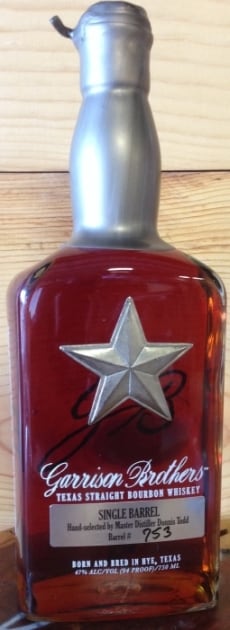 Garrison Brothers™
TEXAS STRAIGHT BOURBON WHISKEY
SINGLE BARREL
Hand-selected by Master Distiller Donnis Todd
Barrel # 753
BORN AND BRED IN HYE, TEXAS
47% ALC/VOL (94 PROOF)/750 ML